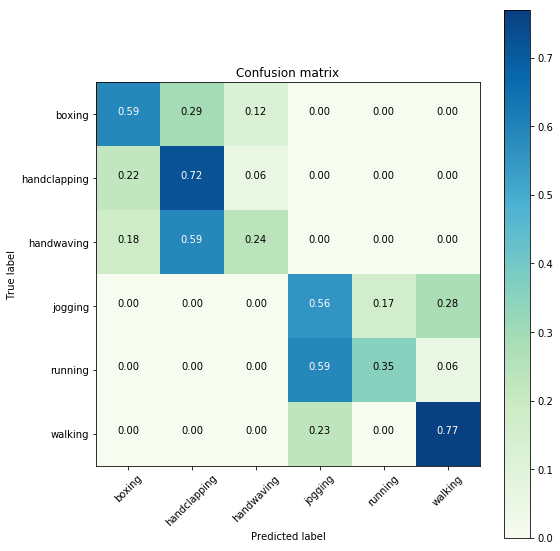 Confusion matrix
True label
boxing 0.59 0.29 0.12 0.00 0.00 0.00
handclapping 0.22 0.72 0.06 0.00 0.00 0.00
handwaving 0.18 0.59 0.24 0.00 0.00 0.00
jogging 0.00 0.00 0.00 0.56 0.17 0.28
running 0.00 0.00 0.00 0.59 0.35 0.06
walking 0.00 0.00 0.00 0.23 0.00 0.77
boxing handclapping handwaving jogging running walking
Predicted label
0.7
0.6
0.5
0.4
0.3
0.2
0.1
0.0